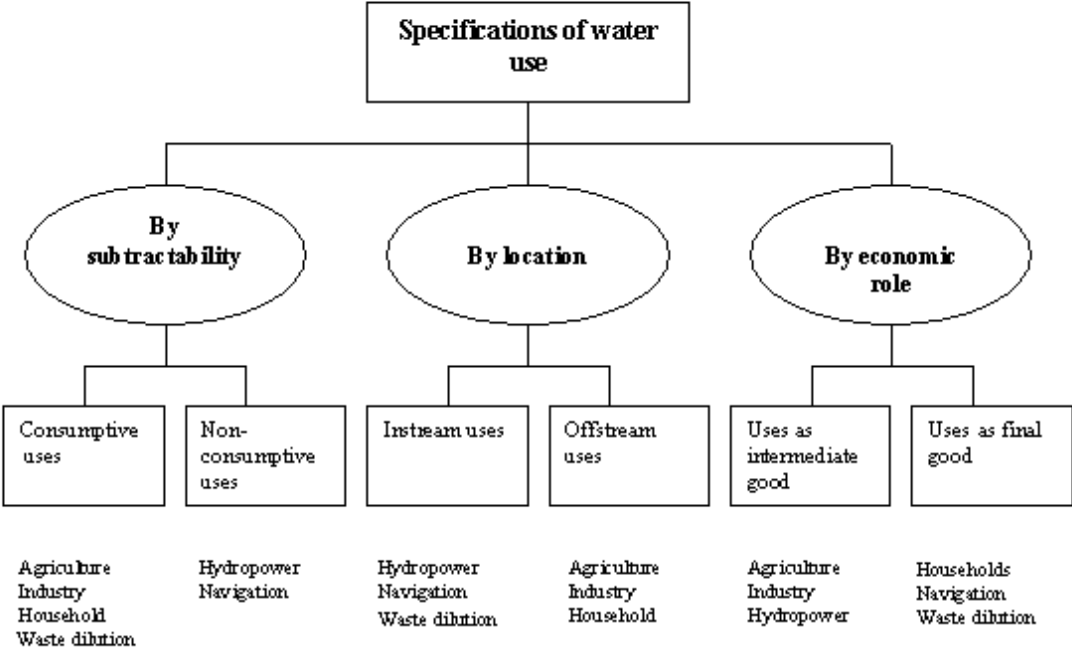 Specifications of water
use
By
subtractability
By location
By economic
role
Consumptive
uses
Non-
consumptive
uses
Instream uses
Offstream
uses
Uses as
intermediate
good
Uses as final
good
Agriculture
Industry
Household
Waste dilution
Hydropower
Navigation
Hydropower
Navigation
Waste dilution
Agriculture
Industry
Household
Agriculture
Industry
Hydropower
Households
Navigation
Waste dilution